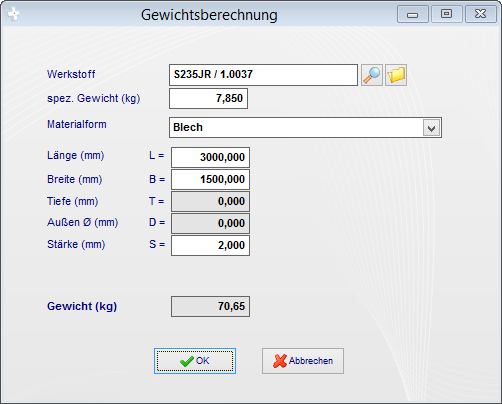 Gewichtsberechnung
Werkstoff S235JR / 1.0037
spez. Gewicht (kg) 7,850
Materialform Blech
Länge (mm) L = 3000,000
Breite (mm) B = 1500,000
Tiefe (mm) T = 0,000
Außen Ø (mm) D = 0,000
Stärke (mm) S = 2,000
Gewicht (kg) 70,65
OK Abbrechen